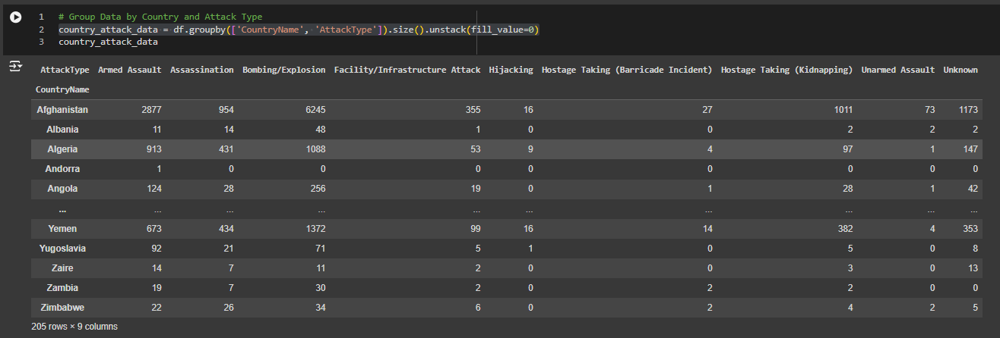 1 # Group Data by Country and Attack Type
2 country_attack_data = df.groupby(['CountryName', 'AttackType']).size().unstack(fill_value=0)
3 country_attack_data
AttackType Armed Assault Assassination Bombing/Explosion Facility/Infrastructure Attack Hijacking Hostage Taking (Barricade Incident) Hostage Taking (Kidnapping) Unarmed Assault Unknown
CountryName
Afghanistan 2877 954 6245 355 16 27 1011 73 1173
Albania 11 14 48 1 0 0 2 2 2
Algeria 913 431 1088 53 9 4 97 1 147
Andorra 1 0 0 0 0 0 0 0 0
Angola 124 28 256 19 0 1 28 1 42
... ... ... ... ... ... ... ... ... ...
Yemen 673 434 1372 99 16 14 382 4 353
Yugoslavia 92 21 71 5 1 0 5 0 8
Zaire 14 7 11 2 0 0 3 0 13
Zambia 19 7 30 2 0 2 2 0 0
Zimbabwe 22 26 34 6 0 2 4 2 5
205 rows × 9 columns